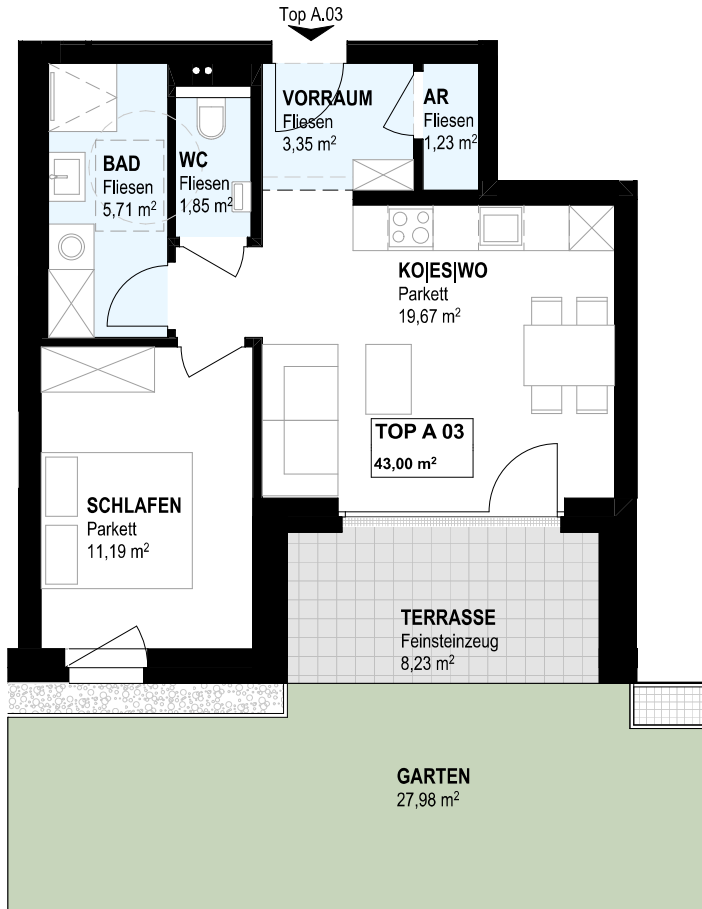 Top A.03
VORRAUM
Fliesen
3,35 m²
AR
Fliesen
1,23 m²
BAD
Fliesen
5,71 m²
WC
Fliesen
1,85 m²
KO|ES|WO
Parkett
19,67 m²
TOP A 03
43,00 m²
SCHLAFEN
Parkett
11,19 m²
TERRASSE
Feinsteinzeug
8,23 m²
GARTEN
27,98 m²